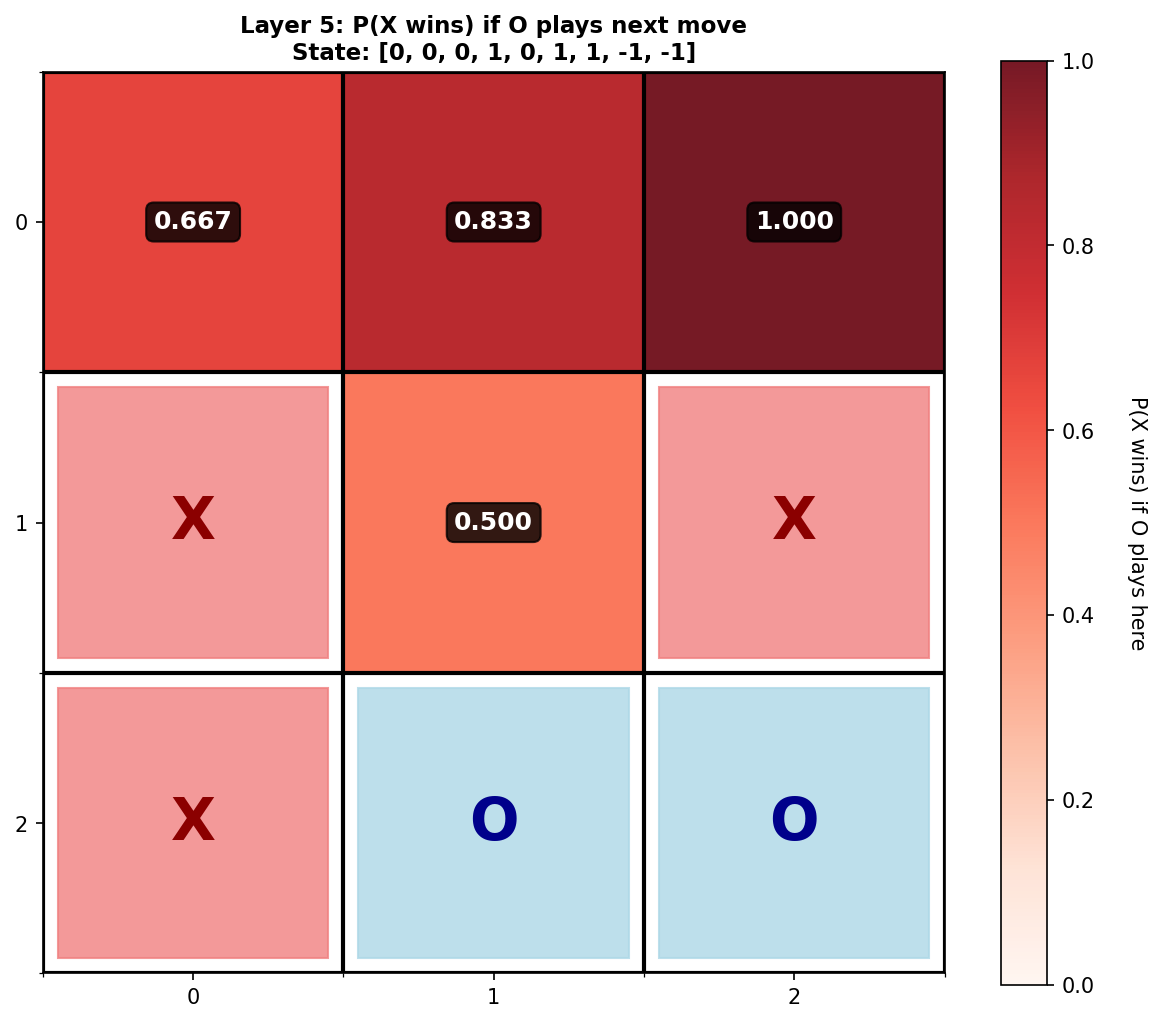 Layer 5: P(X wins) if O plays next move
State: [0, 0, 0, 1, 0, 1, 1, -1, -1]
0.667 0.833 1.000
X 0.500 X
X O O
0
1
2
0 1 2
1.0
0.8
0.6
0.4
0.2
0.0
P(X wins) if O plays here